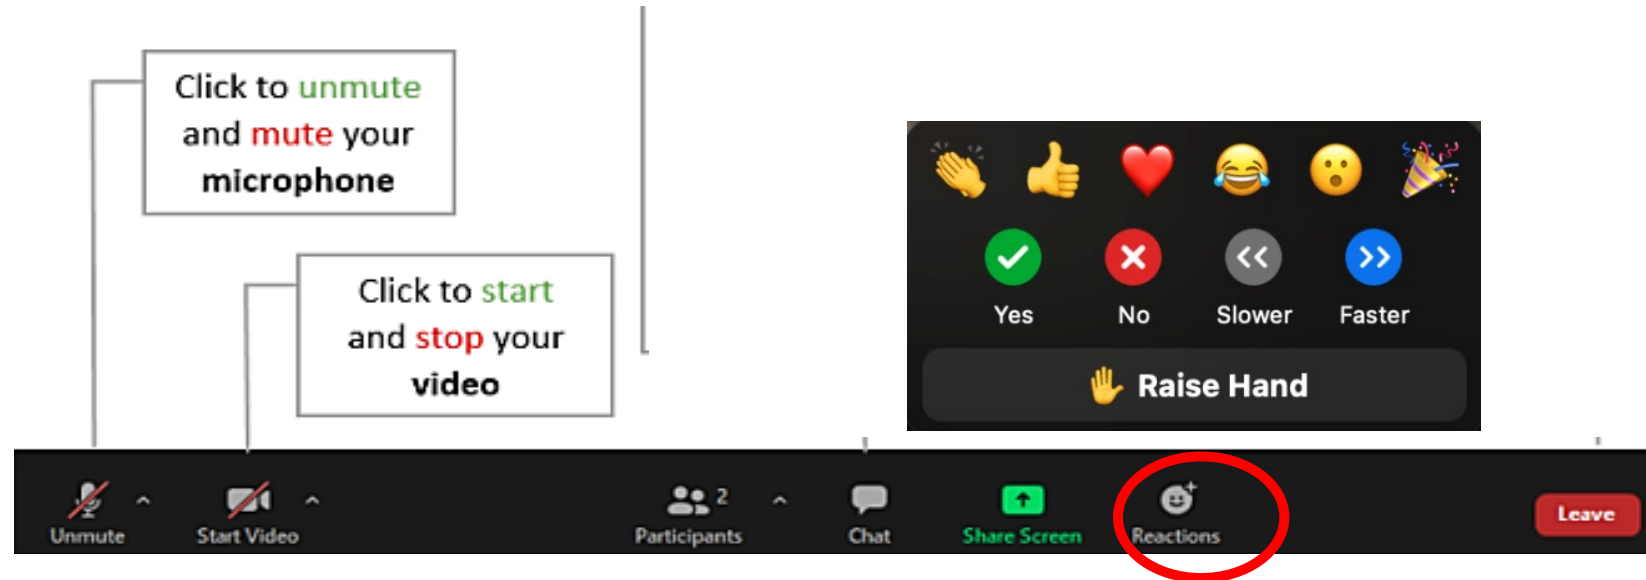 Click to unmute
and mute your
microphone
Click to start
and stop your
video
Yes No Slower Faster
Raise Hand
2
Unmute Start Video Participants Chat Share Screen Reactions Leave